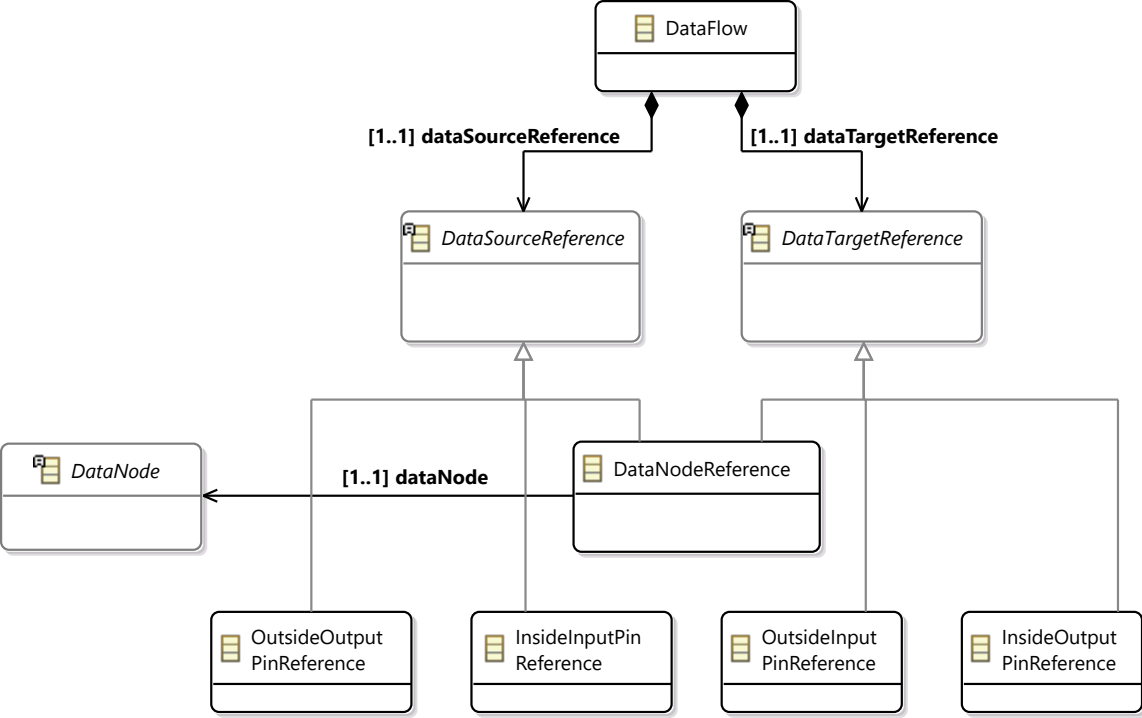 DataFlow
[1..1] dataSourceReference
[1..1] dataTargetReference
DataSourceReference
DataTargetReference
DataNode
[1..1] dataNode
DataNodeReference
OutsideOutput
PinReference
InsideInputPin
Reference
OutsideInput
PinReference
InsideOutput
PinReference